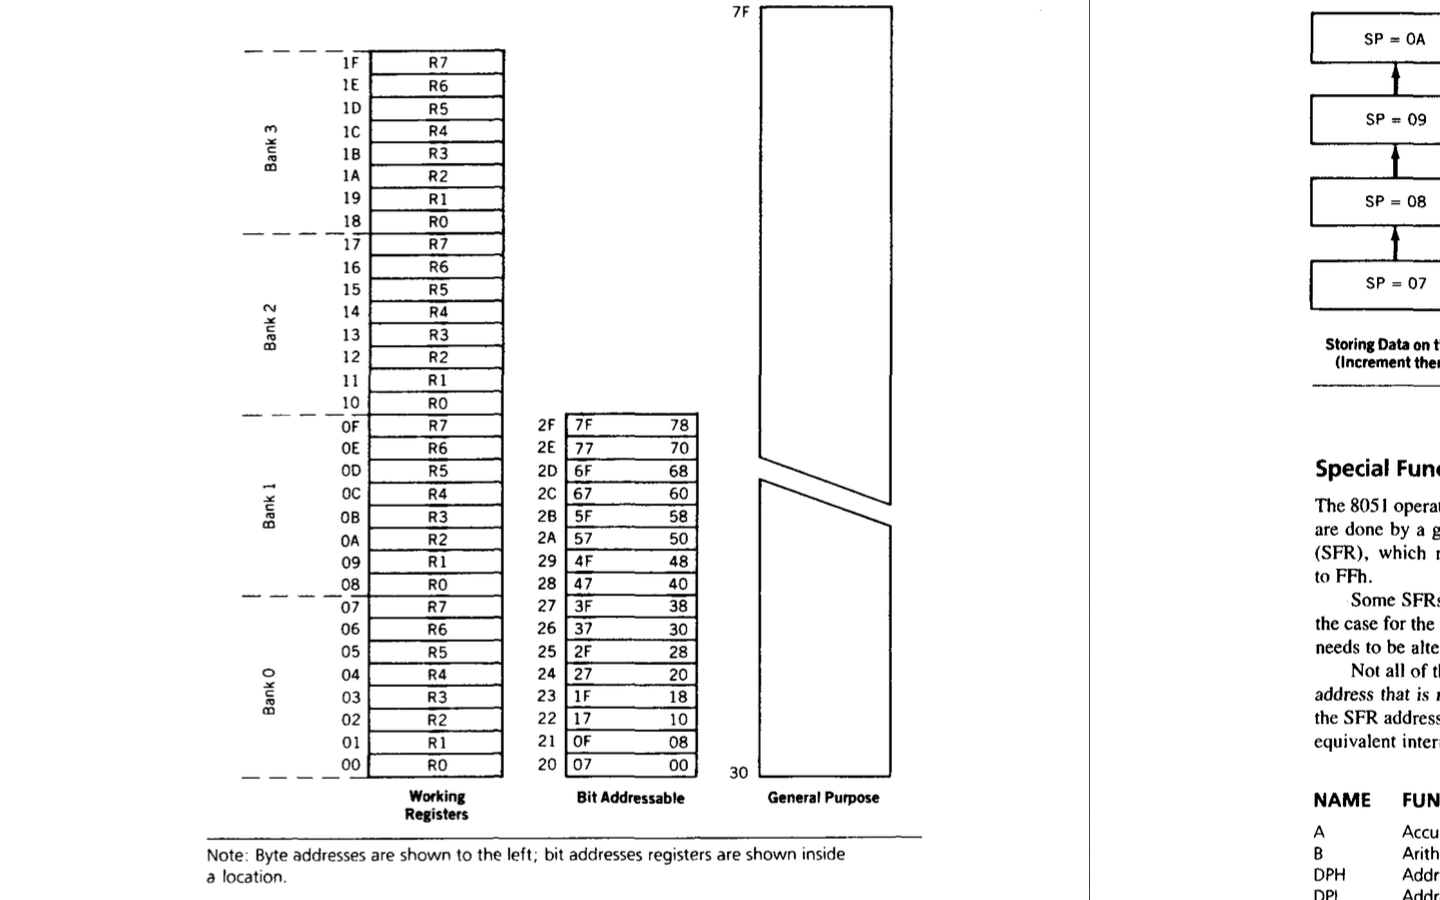 7F
1F R7
1E R6
1D R5
1C R4
Bank 3
1B R3
1A R2
19 R1
18 R0
17 R7
16 R6
15 R5
14 R4
Bank 2
13 R3
12 R2
11 R1
10 R0
0F R7 2F 7F 78
0E R6 2E 77 70
0D R5 2D 6F 68
0C R4 2C 67 60
Bank 1
0B R3 2B 5F 58
0A R2 2A 57 50
09 R1 29 4F 48
08 R0 28 47 40
07 R7 27 3F 38
06 R6 26 37 30
05 R5 25 2F 28
04 R4 24 27 20
Bank 0
03 R3 23 1F 18
02 R2 22 17 10
01 R1 21 0F 08
00 R0 20 07 00
30
Working Registers
Bit Addressable
General Purpose
Note: Byte addresses are shown to the left; bit addresses registers are shown inside
a location.
SP = 0A
SP = 09
SP = 08
SP = 07
Storing Data on t
(Increment ther
Special Func
The 8051 operat
are done by a g
(SFR), which r
to FFh.
Some SFRs
the case for the
needs to be alte
Not all of th
address that is r
the SFR address
equivalent inter
NAME FUN
A Accu
B Arith
DPH Addr
DPL Addr